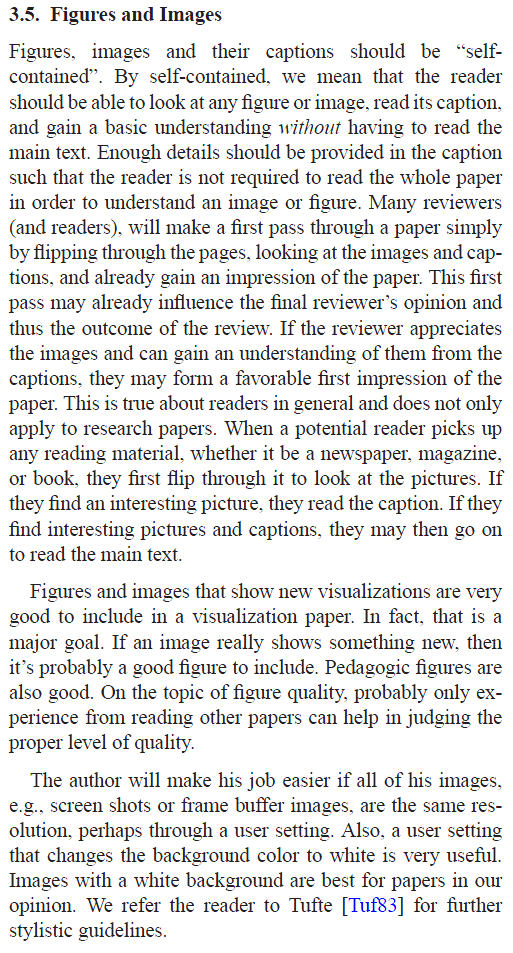 3.5. Figures and Images
Figures, images and their captions should be “self-
contained”. By self-contained, we mean that the reader
should be able to look at any figure or image, read its caption,
and gain a basic understanding without having to read the
main text. Enough details should be provided in the caption
such that the reader is not required to read the whole paper
in order to understand an image or figure. Many reviewers
(and readers), will make a first pass through a paper simply
by flipping through the pages, looking at the images and cap-
tions, and already gain an impression of the paper. This first
pass may already influence the final reviewer’s opinion and
thus the outcome of the review. If the reviewer appreciates
the images and can gain an understanding of them from the
captions, they may form a favorable first impression of the
paper. This is true about readers in general and does not only
apply to research papers. When a potential reader picks up
any reading material, whether it be a newspaper, magazine,
or book, they first flip through it to look at the pictures. If
they find an interesting picture, they read the caption. If they
find interesting pictures and captions, they may then go on
to read the main text.
Figures and images that show new visualizations are very
good to include in a visualization paper. In fact, that is a
major goal. If an image really shows something new, then
it’s probably a good figure to include. Pedagogic figures are
also good. On the topic of figure quality, probably only ex-
perience from reading other papers can help in judging the
proper level of quality.
The author will make his job easier if all of his images,
e.g., screen shots or frame buffer images, are the same res-
olution, perhaps through a user setting. Also, a user setting
that changes the background color to white is very useful.
Images with a white background are best for papers in our
opinion. We refer the reader to Tufte [Tuf83] for further
stylistic guidelines.